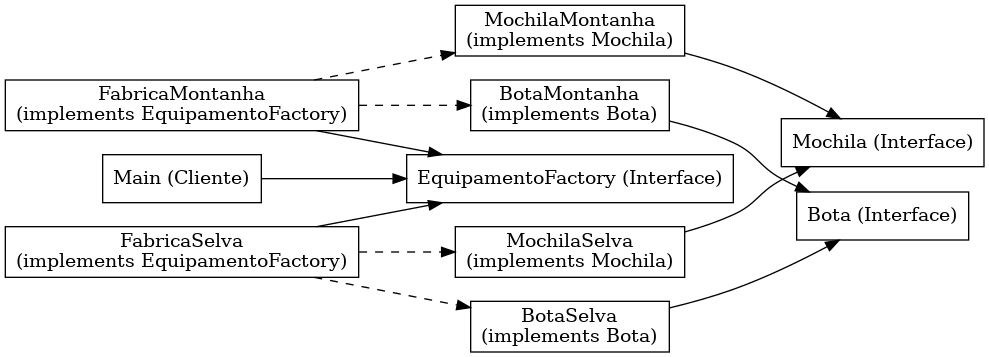 MochilaMontanha
(implements Mochila)
FabricaMontanha
(implements EquipamentoFactory)
BotaMontanha
(implements Bota)
Mochila (Interface)
Main (Cliente)
EquipamentoFactory (Interface)
Bota (Interface)
FabricaSelva
(implements EquipamentoFactory)
MochilaSelva
(implements Mochila)
BotaSelva
(implements Bota)